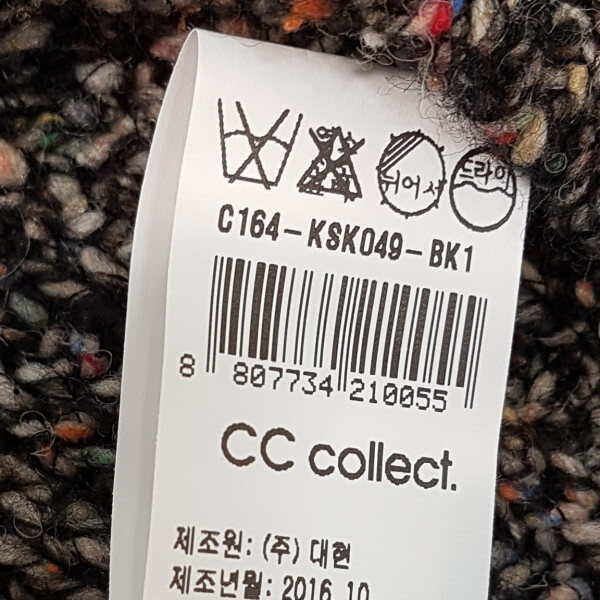 뉘어서 드라이
C164-KSK049-BK1
8 807734 210055
CC collect.
제조원: (주) 대현
제조년월: 2016.10